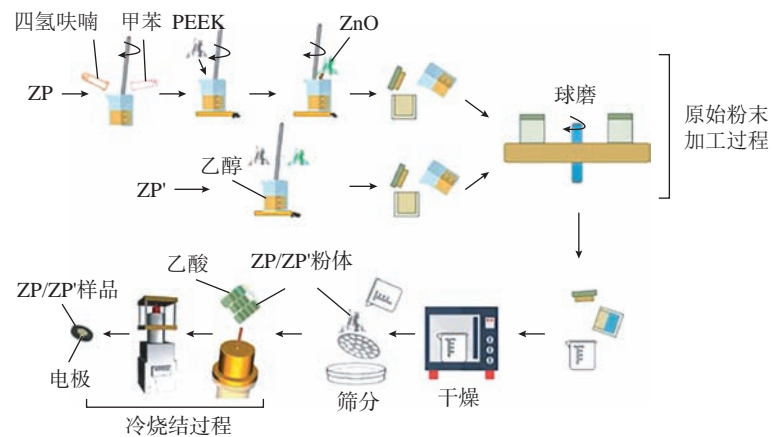 四氢呋喃 甲苯 PEEK ZnO
ZP
球磨
原始粉末
加工过程
乙醇
ZP'
乙酸 ZP/ZP'粉体
ZP/ZP'样品
电极
筛分
干燥
冷烧结过程